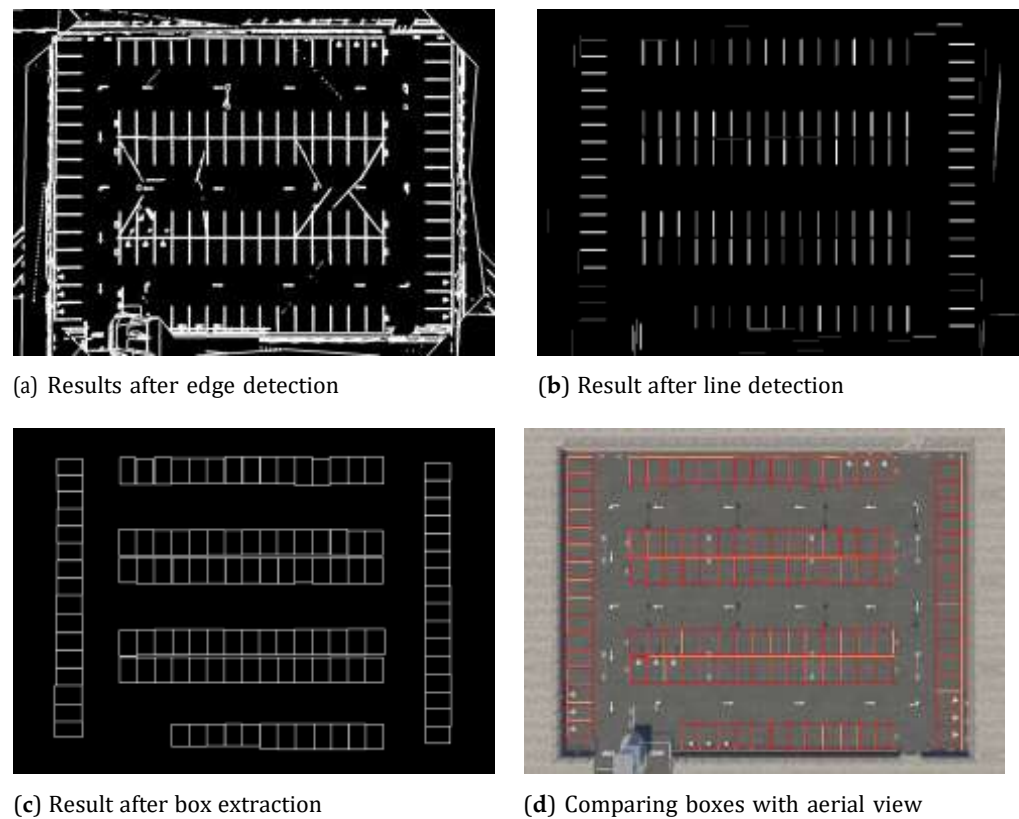 (a) Results after edge detection
(b) Result after line detection
(c) Result after box extraction
(d) Comparing boxes with aerial view